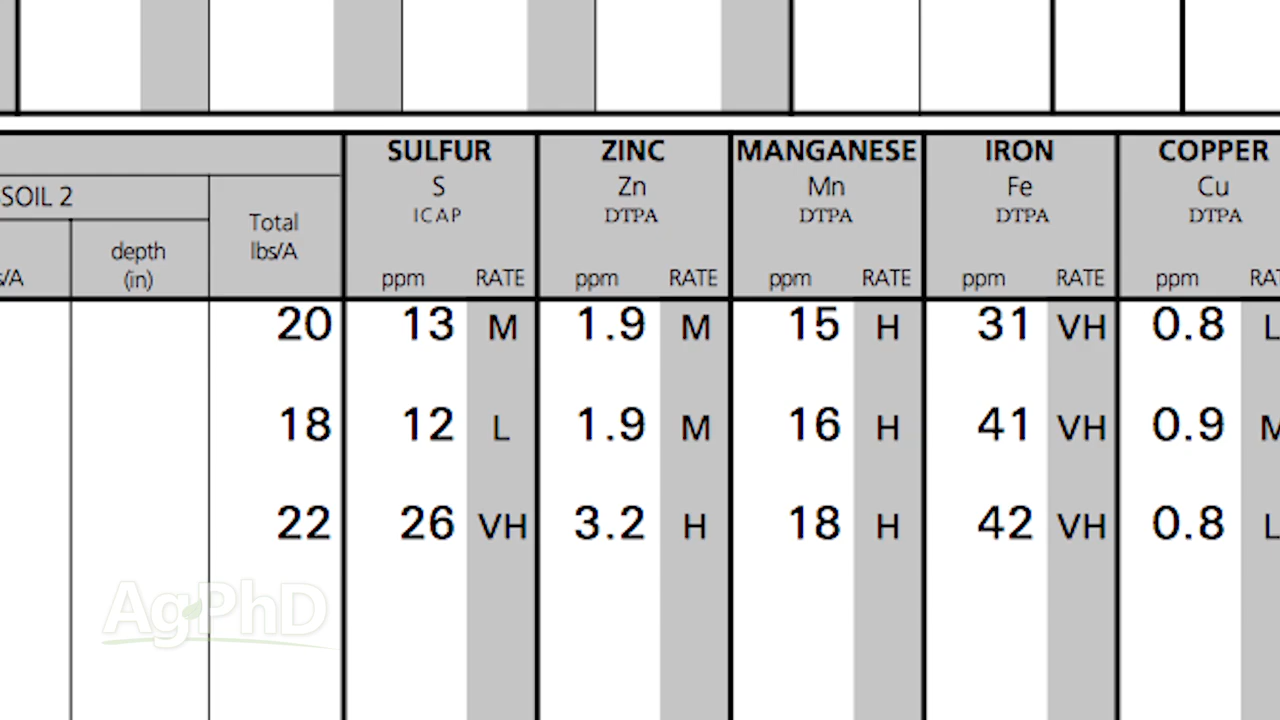 SULFUR ZINC MANGANESE IRON COPPER
S Zn Mn Fe Cu
SOIL 2
ICAP DTPA DTPA DTPA DTPA
Total
lbs/A
depth
(in)
/A
ppm RATE ppm RATE ppm RATE ppm RATE ppm
20 13 M 1.9 M 15 H 31 VH 0.8 L
18 12 L 1.9 M 16 H 41 VH 0.9 M
22 26 VH 3.2 H 18 H 42 VH 0.8 L
AgPhD